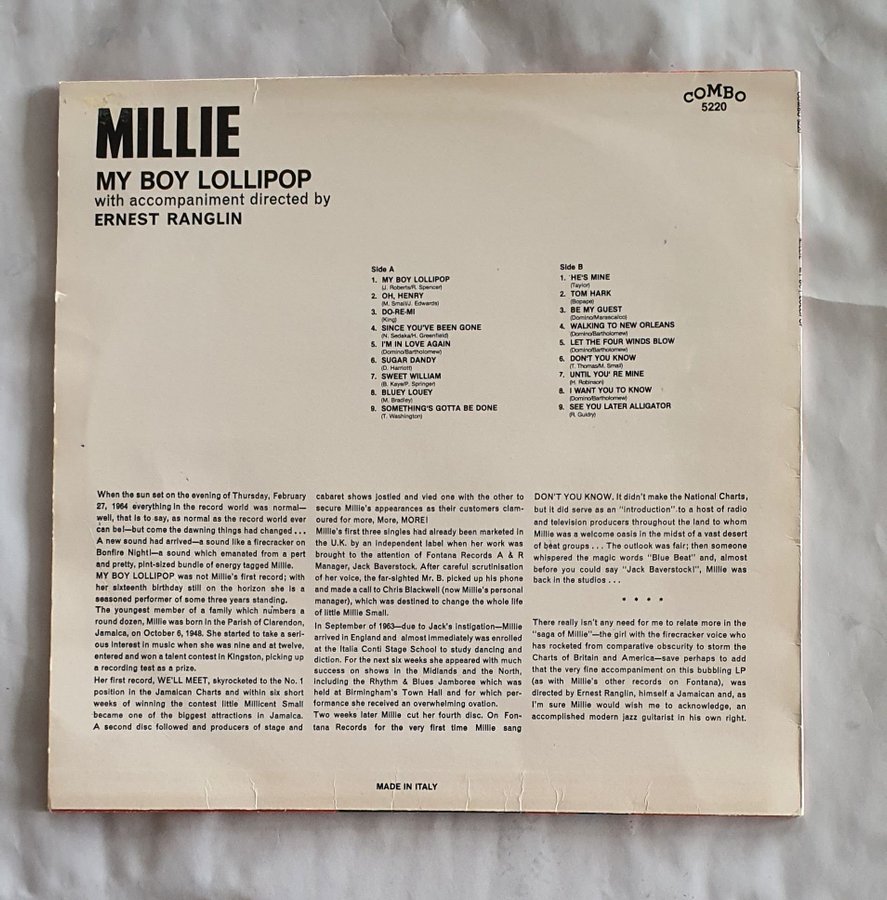 COMBO
5220
MILLIE
MY BOY LOLLIPOP
with accompaniment directed by
ERNEST RANGLIN
Side A
1. MY BOY LOLLIPOP
(J. Roberts/R. Spencer)
2. OH, HENRY
(M. Small/J. Edwards)
3. DO-RE-MI
(King)
4. SINCE YOU'VE BEEN GONE
(N. Sedaka/H. Greenfield)
5. I'M IN LOVE AGAIN
(Domino/Bartholomew)
6. SUGAR DANDY
(D. Harriott)
7. SWEET WILLIAM
(B. Kaye/P. Springer)
8. BLUEY LOUEY
(M. Bradley)
9. SOMETHING'S GOTTA BE DONE
(T. Washington)
Side B
1. HE'S MINE
(Taylor)
2. TOM HARK
(Bopape)
3. BE MY GUEST
(Domino/Marascalco)
4. WALKING TO NEW ORLEANS
(Domino/Bartholomew)
5. LET THE FOUR WINDS BLOW
(Domino/Bartholomew)
6. DON'T YOU KNOW
(T. Thomas/M. Small)
7. UNTIL YOU' RE MINE
(H. Robinson)
8. I WANT YOU TO KNOW
(Domino/Bartholomew)
9. SEE YOU LATER ALLIGATOR
(R. Guidry)
When the sun set on the evening of Thursday, February
27, 1964 everything in the record world was normal—
well, that is to say, as normal as the record world ever
can be!—but come the dawning things had changed . . .
A new sound had arrived—a sound like a firecracker on
Bonfire Night!—a sound which emanated from a pert
and pretty, pint-sized bundle of energy tagged Millie.
MY BOY LOLLIPOP was not Millie's first record; with
her sixteenth birthday still on the horizon she is a
seasoned performer of some three years standing.
The youngest member of a family which numbers a
round dozen, Millie was born in the Parish of Clarendon,
Jamaica, on October 6, 1948. She started to take a seri-
ous interest in music when she was nine and at twelve,
entered and won a talent contest in Kingston, picking up
a recording test as a prize.
Her first record, WE'LL MEET, skyrocketed to the No. 1
position in the Jamaican Charts and within six short
weeks of winning the contest little Millicent Small
became one of the biggest attractions in Jamaica.
A second disc followed and producers of stage and
cabaret shows jostled and vied one with the other to
secure Millie's appearances as their customers clam-
oured for more, More, MORE!
Millie's first three singles had already been marketed in
the U.K. by an independent label when her work was
brought to the attention of Fontana Records A & R
Manager, Jack Baverstock. After careful scrutinisation
of her voice, the far-sighted Mr. B. picked up his phone
and made a call to Chris Blackwell (now Millie's personal
manager), which was destined to change the whole life
of little Millie Small.
In September of 1963—due to Jack's instigation—Millie
arrived in England and almost immediately was enrolled
at the Italia Conti Stage School to study dancing and
diction. For the next six weeks she appeared with much
success on shows in the Midlands and the North,
including the Rhythm & Blues Jamboree which was
held at Birmingham's Town Hall and for which per-
formance she received an overwhelming ovation.
Two weeks later Millie cut her fourth disc. On Fon-
tana Records for the very first time Millie sang
DON'T YOU KNOW. It didn't make the National Charts,
but it did serve as an "introduction" to a host of radio
and television producers throughout the land to whom
Millie was a welcome oasis in the midst of a vast desert
of beat groups . . . The outlook was fair; then someone
whispered the magic words "Blue Beat" and, almost
before you could say "Jack Baverstock!", Millie was
back in the studios . . .
* * * *
There really isn't any need for me to relate more in the
"saga of Millie"—the girl with the firecracker voice who
has rocketed from comparative obscurity to storm the
Charts of Britain and America—save perhaps to add
that the very fine accompaniment on this bubbling LP
(as with Millie's other records on Fontana), was
directed by Ernest Ranglin, himself a Jamaican and, as
I'm sure Millie would wish me to acknowledge, an
accomplished modern jazz guitarist in his own right.
MADE IN ITALY